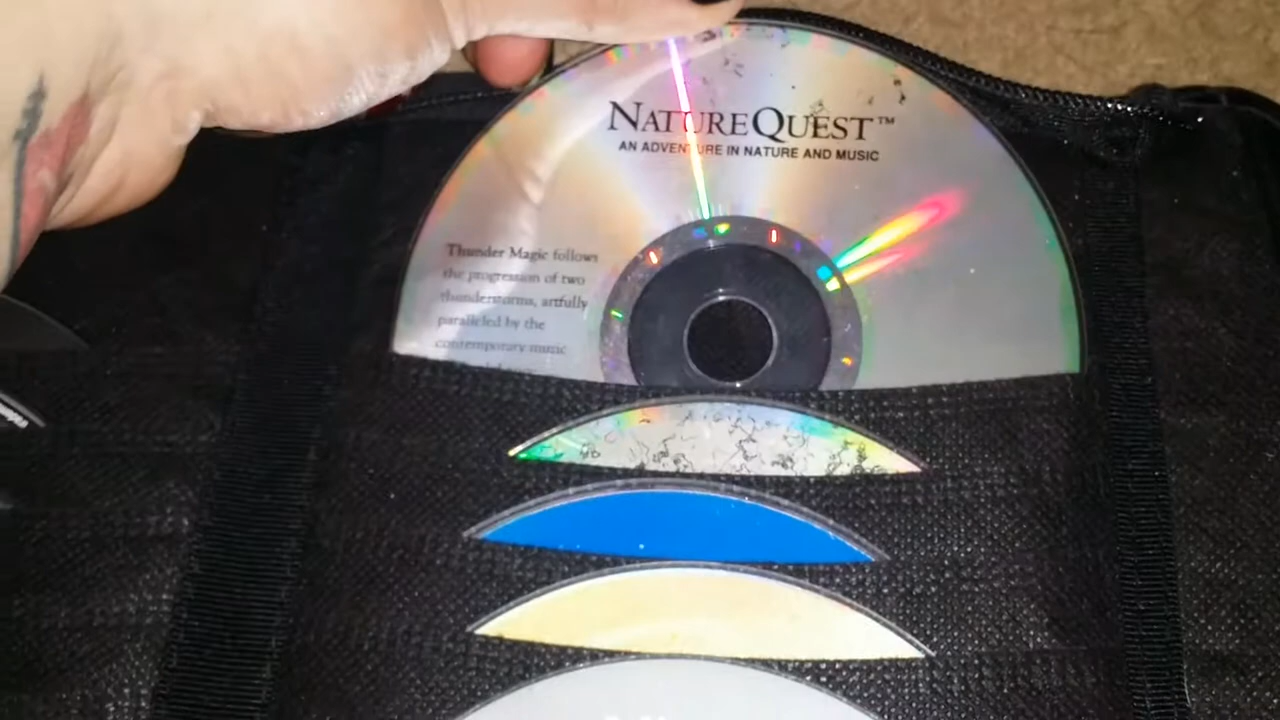 NATUREQUEST™
AN ADVENTURE IN NATURE AND MUSIC
Thunder Magic follows
the progression of two
thunderstorms, artfully
paralleled by the
contemporary music